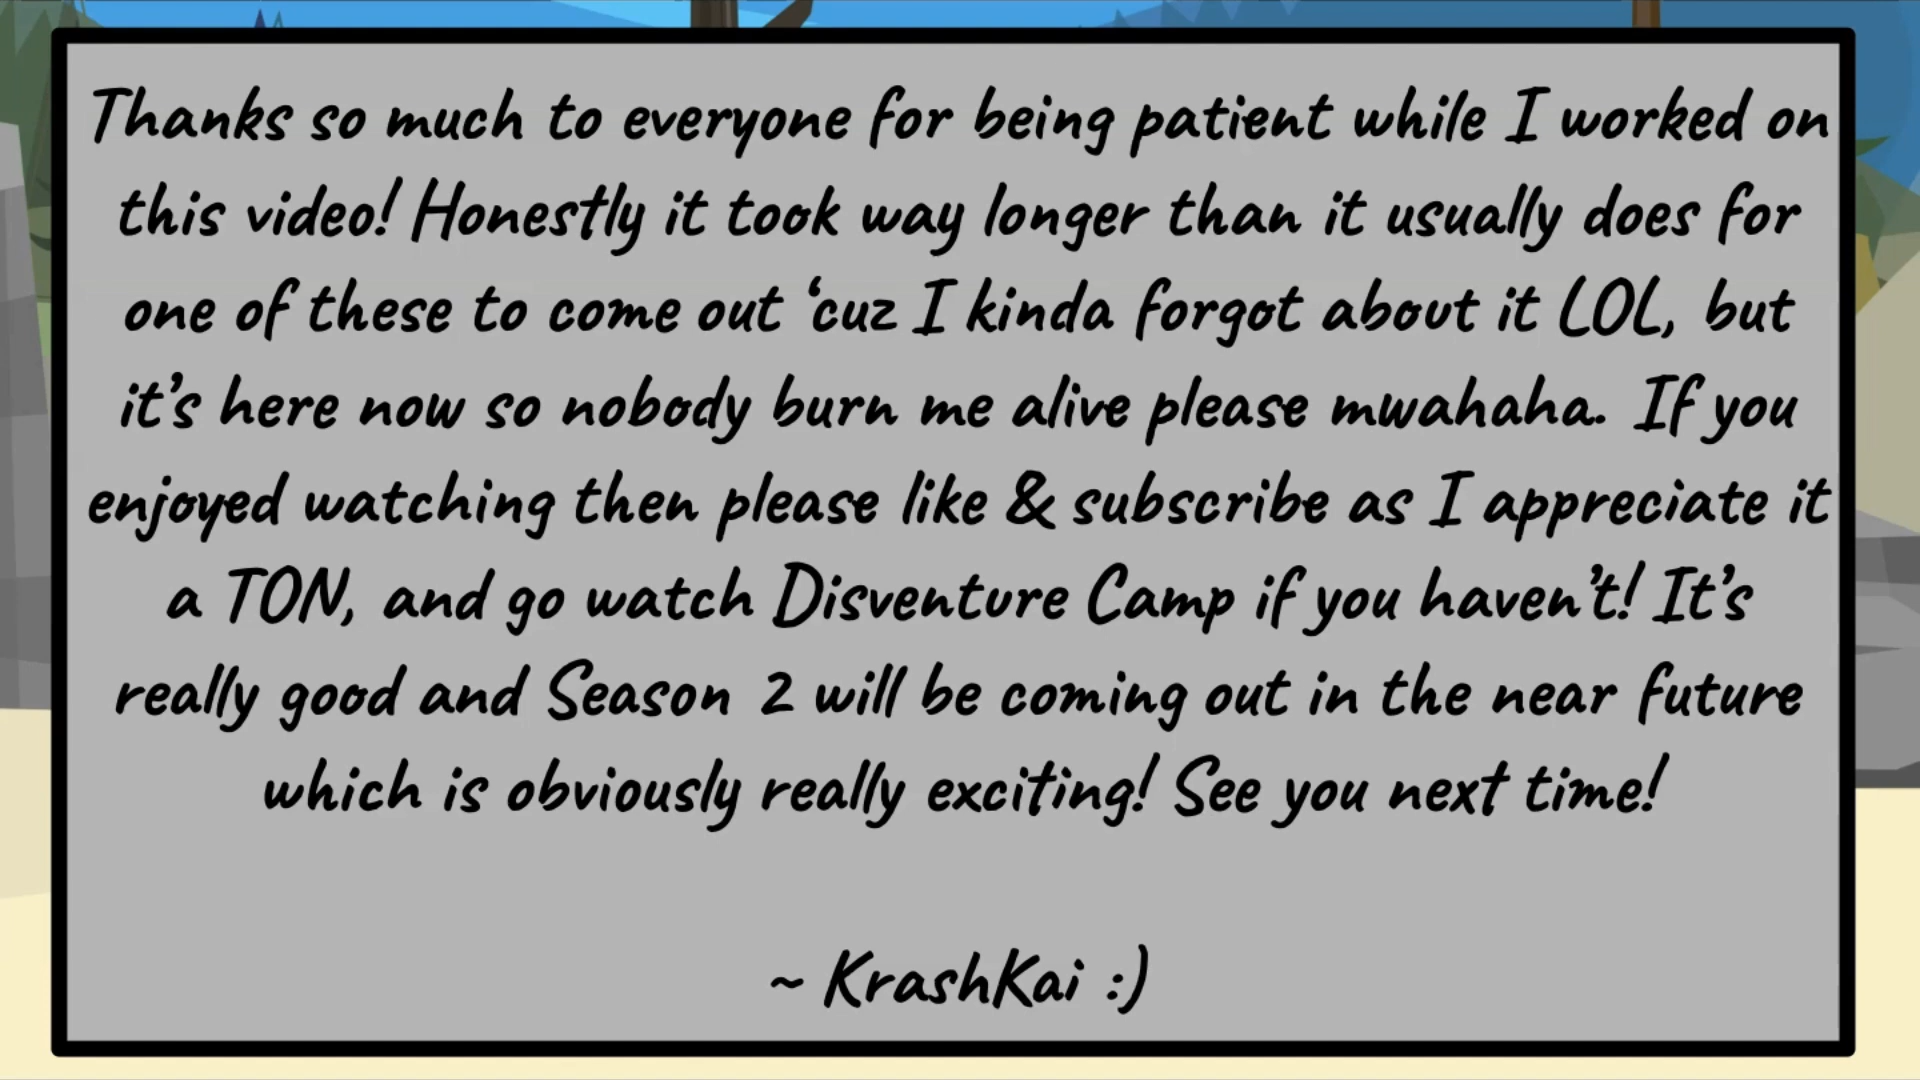 Thanks so much to everyone for being patient while I worked on
this video! Honestly it took way longer than it usually does for
one of these to come out ‘cuz I kinda forgot about it LOL, but
it’s here now so nobody burn me alive please mwahaha. If you
enjoyed watching then please like & subscribe as I appreciate it
a TON, and go watch Disventure Camp if you haven’t! It’s
really good and Season 2 will be coming out in the near future
which is obviously really exciting! See you next time!
~ KrashKai :)